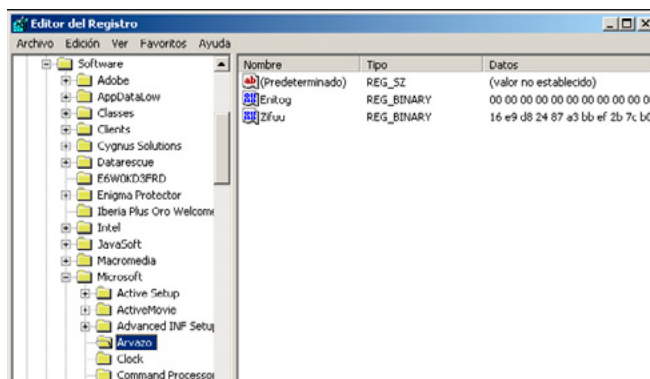 Editor del Registro
Archivo Edición Ver Favoritos Ayuda
Software
Adobe
AppDataLow
Classes
Clients
Cygnus Solutions
Datarescue
E6W0KD3FRD
Enigma Protector
Iberia Plus Oro Welcome
Intel
JavaSoft
Macromedia
Microsoft
Active Setup
ActiveMovie
Advanced INF Setup
Arvazo
Clock
Command Processor
Nombre Tipo Datos
(Predeterminado) REG_SZ (valor no establecido)
Enitog REG_BINARY 00 00 00 00 00 00 00 00 00 0
Zifuu REG_BINARY 16 e9 d8 24 87 a3 bb ef 2b 7c b0